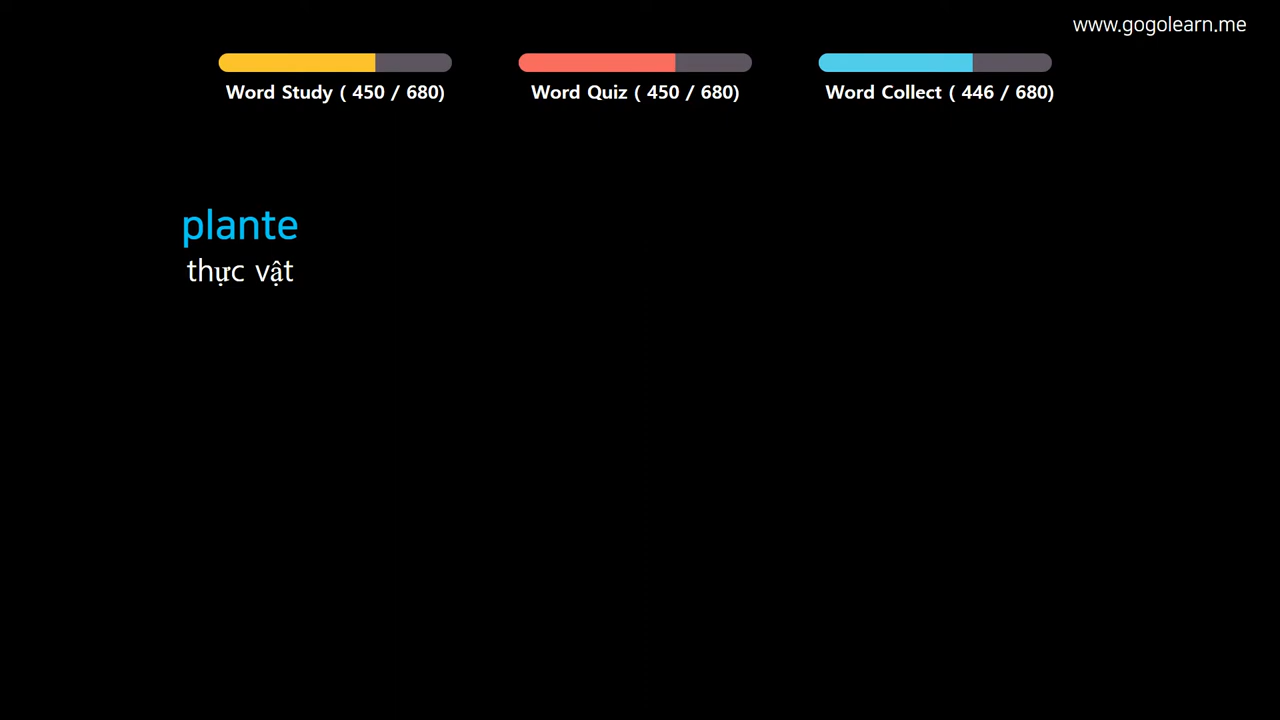 www.gogolearn.me
Word Study ( 450 / 680)
Word Quiz ( 450 / 680)
Word Collect ( 446 / 680)
plante
thực vật